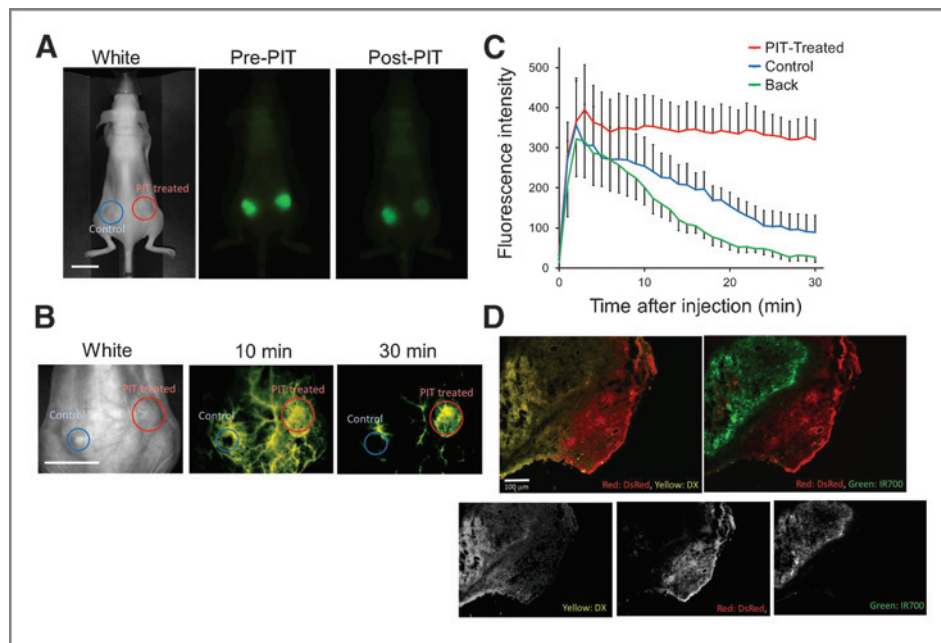 A
White
Pre-PIT
Post-PIT
PIT treated
Control
B
White
10 min
30 min
PIT treated
Control
PIT treated
Control
PIT treated
Control
C
PIT-Treated
Control
Back
Fluorescence intensity
500
400
300
200
100
0
0
10
20
30
Time after injection (min)
D
100 μm
Red: DsRed, Yellow: DX
Red: DsRed, Green: IR700
Yellow: DX
Red: DsRed,
Green: IR700